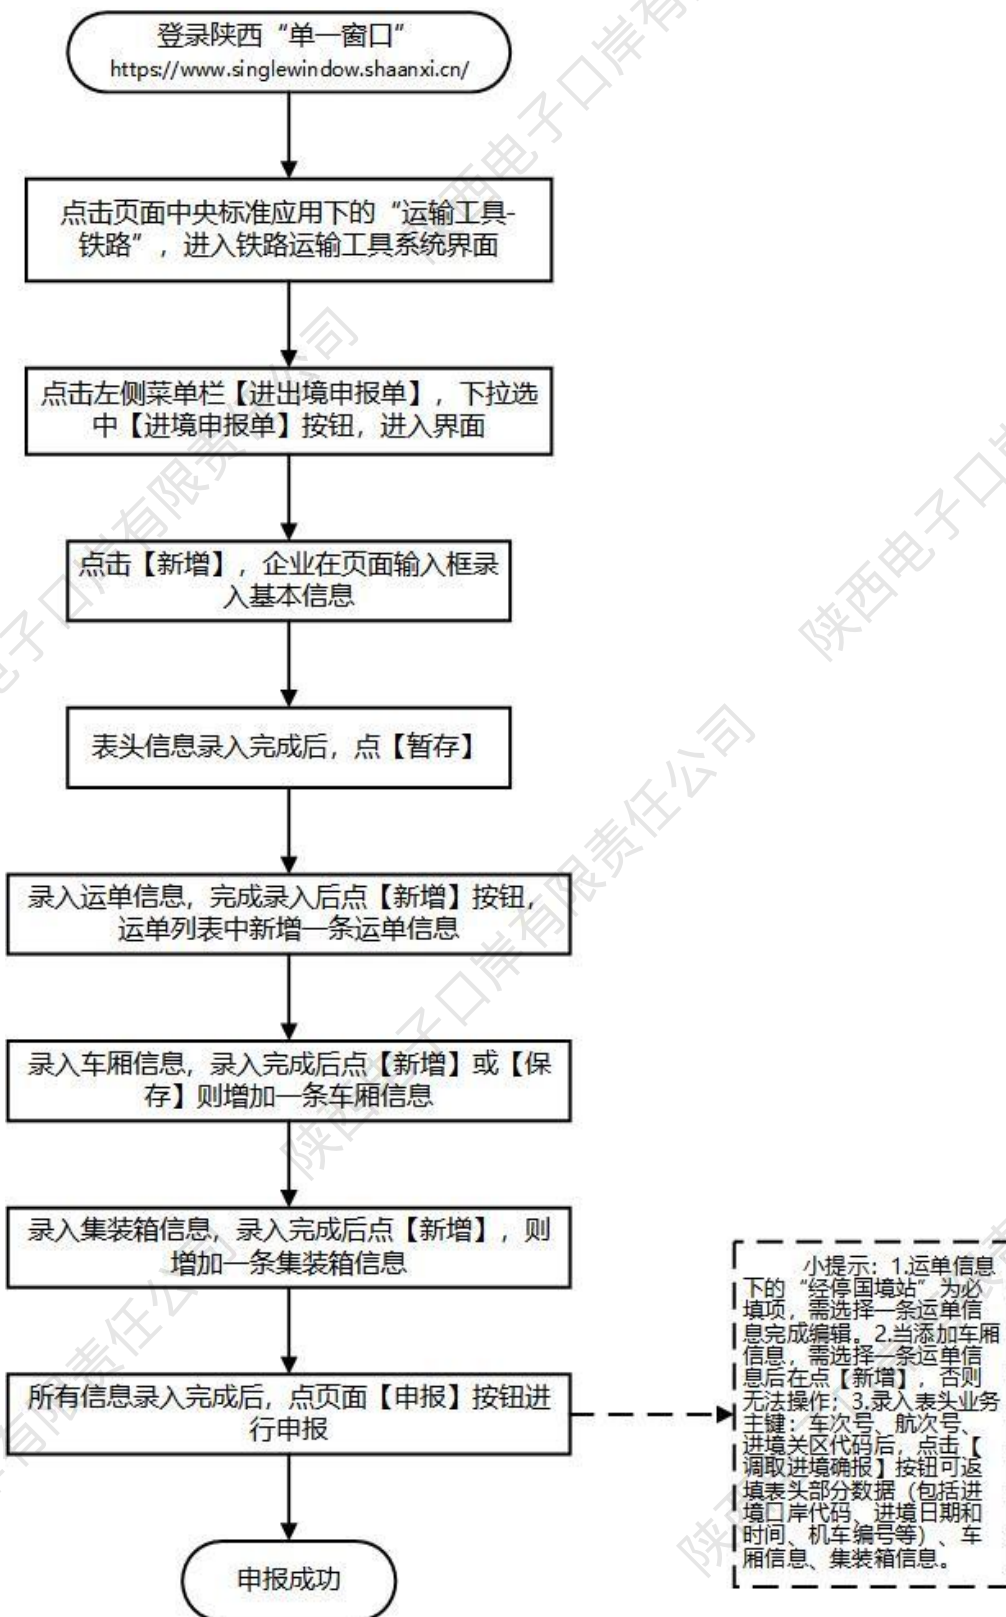 登录陕西“单一窗口”
https://www.singlewindow.shaanxi.cn/
点击页面中央标准应用下的“运输工具-
铁路”，进入铁路运输工具系统界面
点击左侧菜单栏【进出境申报单】，下拉选
中【进境申报单】按钮，进入界面
点击【新增】，企业在页面输入框录
入基本信息
表头信息录入完成后，点【暂存】
录入运单信息，完成录入后点【新增】按钮，
运单列表中新增一条运单信息
录入车厢信息，录入完成后点【新增】或【保
存】则增加一条车厢信息
录入集装箱信息，录入完成后点【新增】，则
增加一条集装箱信息
所有信息录入完成后，点页面【申报】按钮进
行申报
申报成功
小提示：1.运单信息
下的“经停国境站”为必
填项，需选择一条运单信
息完成编辑。2.当添加车厢
信息，需选择一条运单信
息后在点【新增】，否则
无法操作；3.录入表头业务
主键：车次号、航次号、
进境关区代码后，点击【
调取进境确报】按钮可返
填表头部分数据（包括进
境口岸代码、进境日期和
时间、机车编号等）、车
厢信息、集装箱信息。
陕西电子口岸有限责任公司